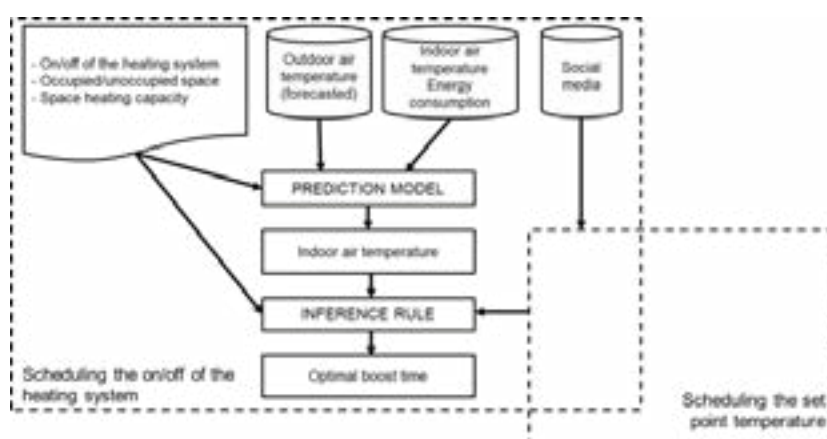 - On/off of the heating system
- Occupied/unoccupied space
- Space heating capacity
Outdoor air
temperature
(forecasted)
Indoor air
temperature
Energy
consumption
Social
media
PREDICTION MODEL
Indoor air temperature
INFERENCE RULE
Optimal boost time
Scheduling the on/off of the
heating system
Scheduling the set
point temperature